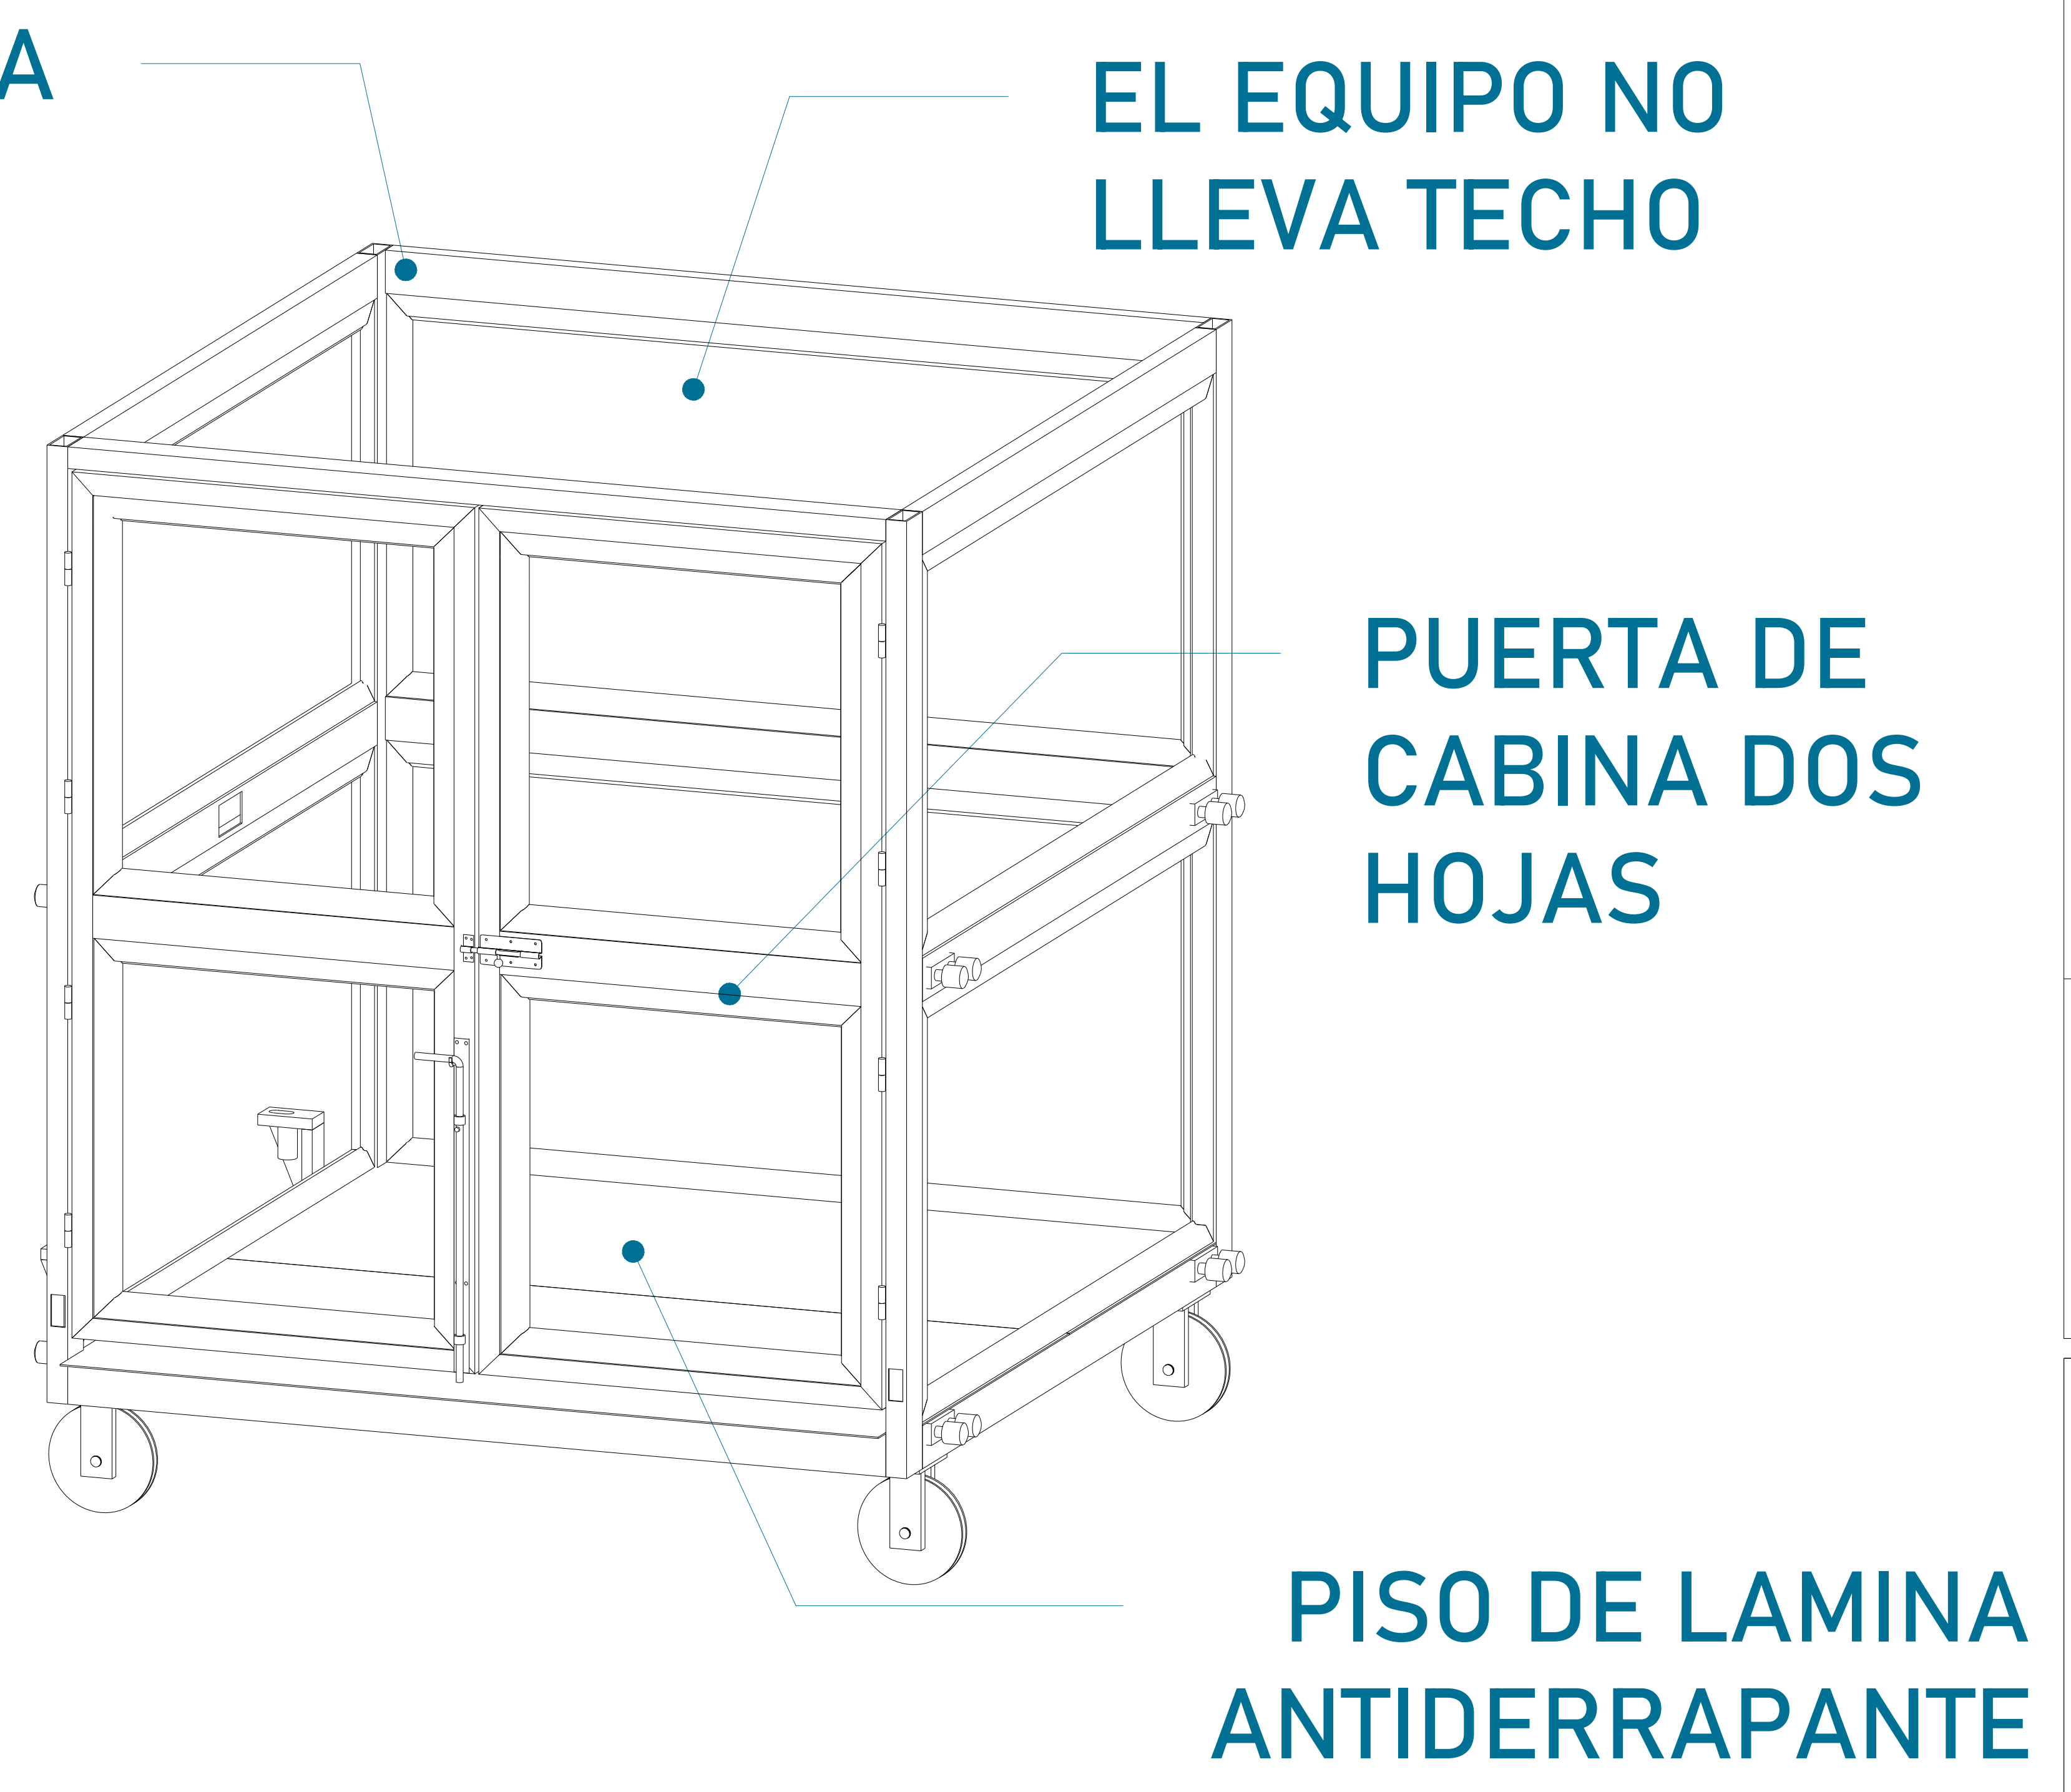 EL EQUIPO NO
LLEVA TECHO
PUERTA DE
CABINA DOS
HOJAS
PISO DE LAMINA
ANTIDERRAPANTE